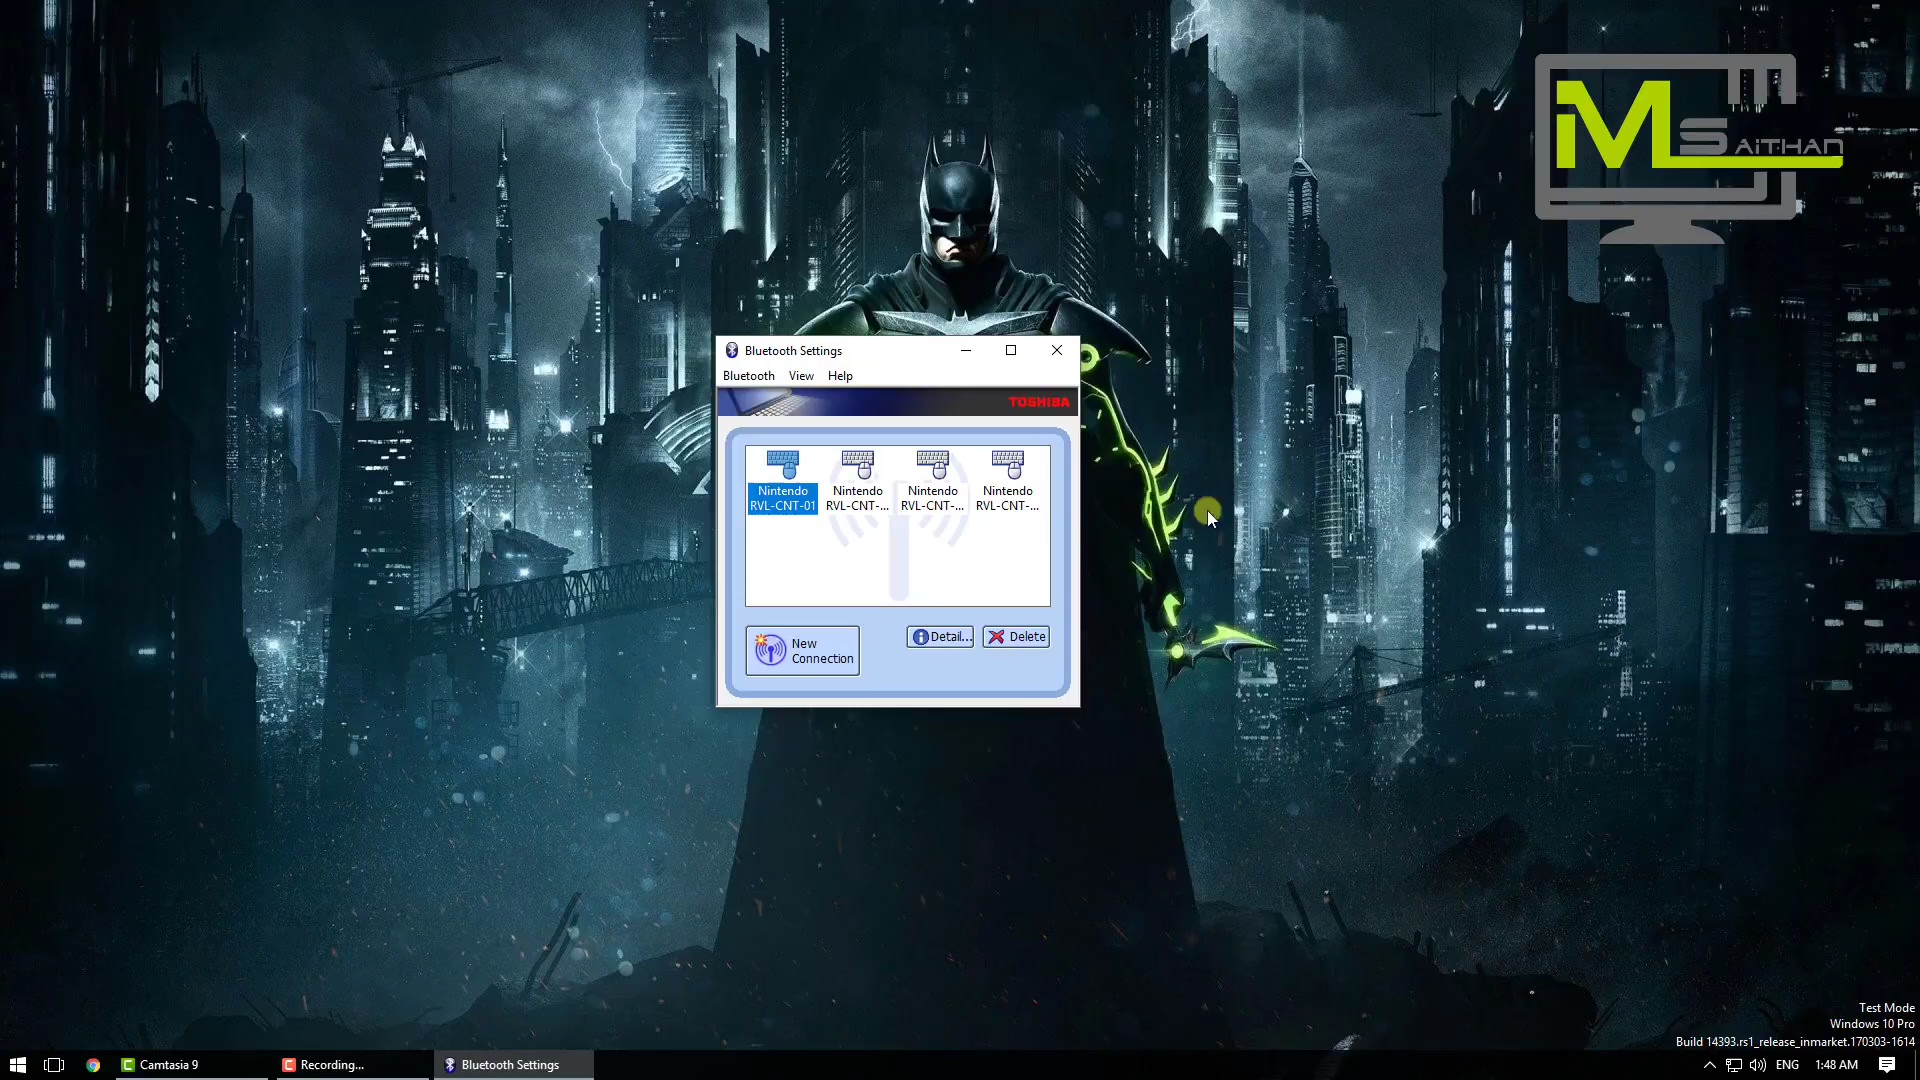 MSAITHAN
Bluetooth Settings
Bluetooth View Help
TOSHIBA
Nintendo
RVL-CNT-01
Nintendo
RVL-CNT-...
Nintendo
RVL-CNT-...
Nintendo
RVL-CNT-...
New
Connection
Detail...
Delete
Test Mode
Windows 10 Pro
Build 14393.rs1_release_inmarket.170303-1614
Camtasia 9
Recording...
Bluetooth Settings
ENG
1:48 AM